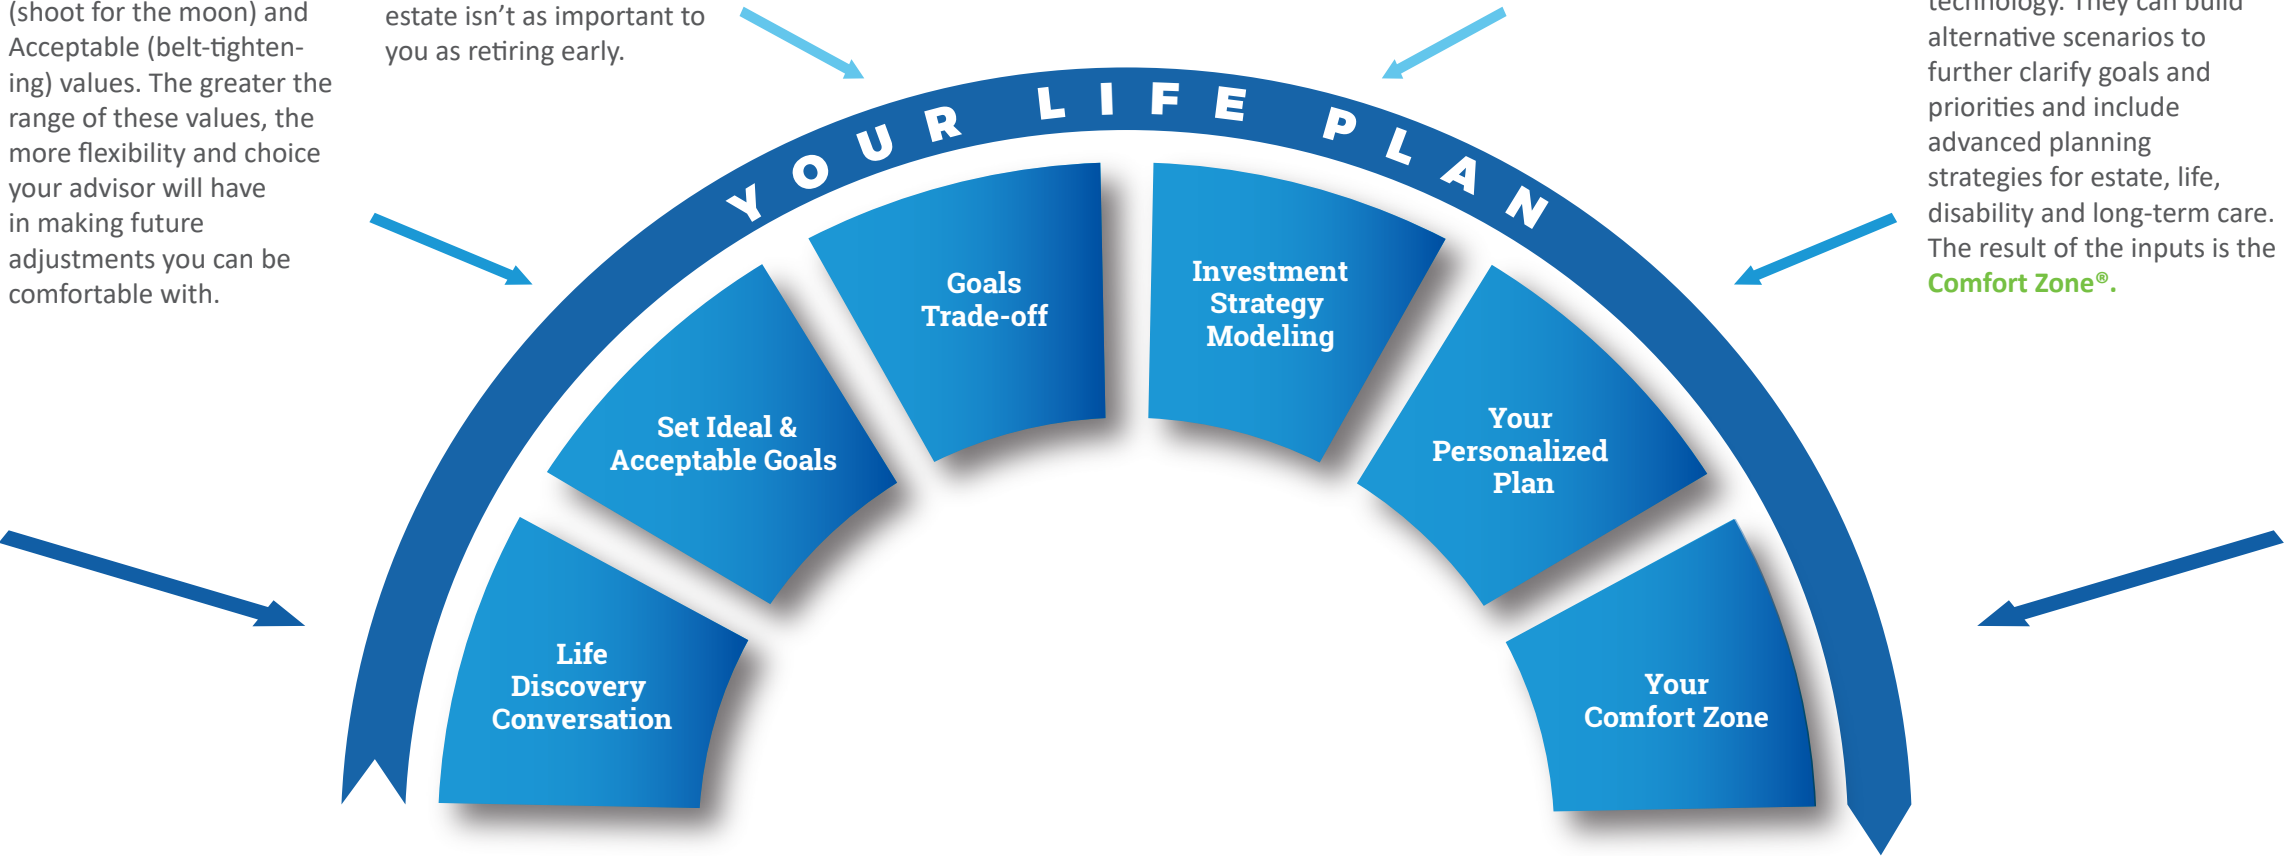 (shoot for the moon) and
Acceptable (belt-tighten-
ing) values. The greater the
range of these values, the
more flexibility and choice
your advisor will have
in making future
adjustments you can be
comfortable with.
estate isn't as important to
you as retiring early.
technology. They can build
alternative scenarios to
further clarify goals and
priorities and include
advanced planning
strategies for estate, life,
disability and long-term care.
The result of the inputs is the
Comfort Zone®.
YOUR LIFE PLAN
Life
Discovery
Conversation
Set Ideal &
Acceptable Goals
Goals
Trade-off
Investment
Strategy
Modeling
Your
Personalized
Plan
Your
Comfort Zone